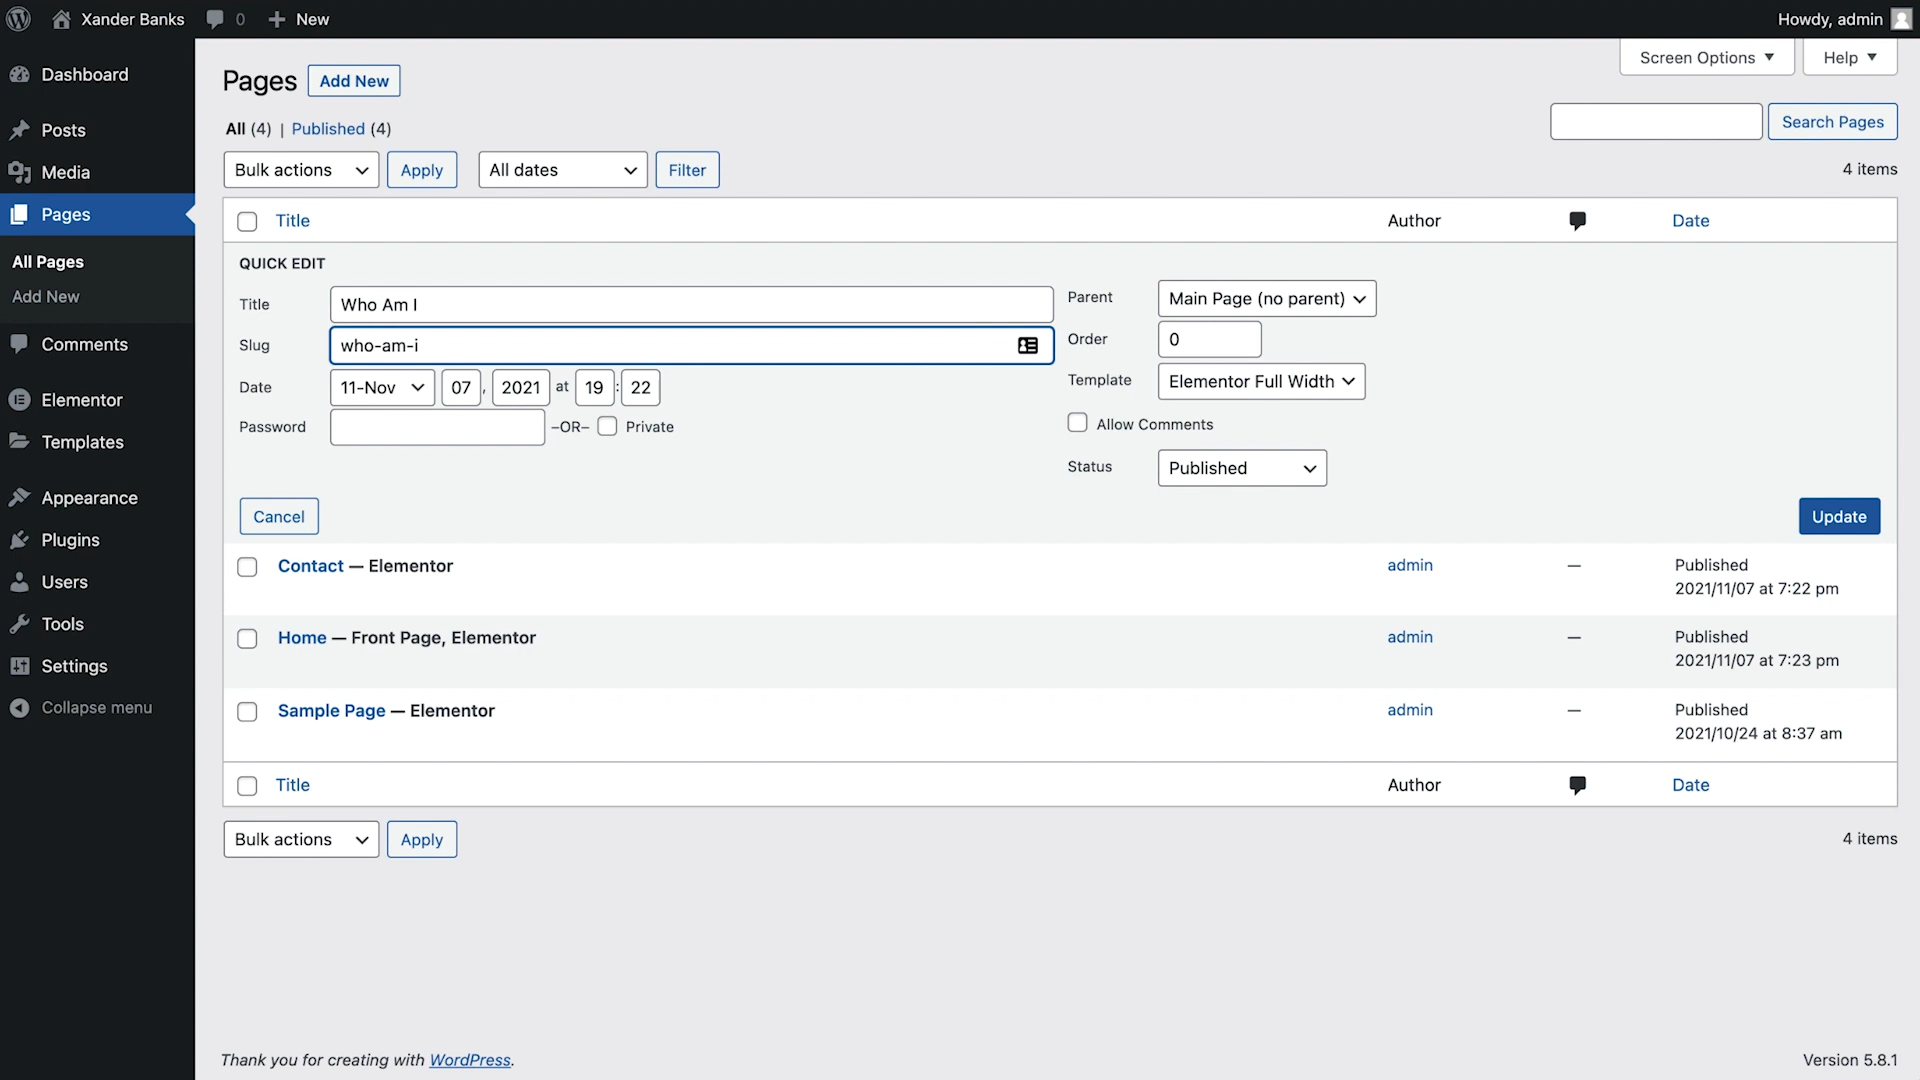 Xander Banks 0 New Howdy, admin
Screen Options Help
Dashboard
Posts
Media
Pages
All Pages
Add New
Comments
Elementor
Templates
Appearance
Plugins
Users
Tools
Settings
Collapse menu
Pages Add New
All (4) | Published (4)
Search Pages
Bulk actions Apply All dates Filter 4 items
Title Author Date
QUICK EDIT
Title Who Am I
Slug who-am-i
Date 11-Nov 07 , 2021 at 19 : 22
Password –OR– Private
Parent Main Page (no parent)
Order 0
Template Elementor Full Width
Allow Comments
Status Published
Cancel Update
Contact — Elementor admin — Published
2021/11/07 at 7:22 pm
Home — Front Page, Elementor admin — Published
2021/11/07 at 7:23 pm
Sample Page — Elementor admin — Published
2021/10/24 at 8:37 am
Title Author Date
Bulk actions Apply 4 items
Thank you for creating with WordPress. Version 5.8.1